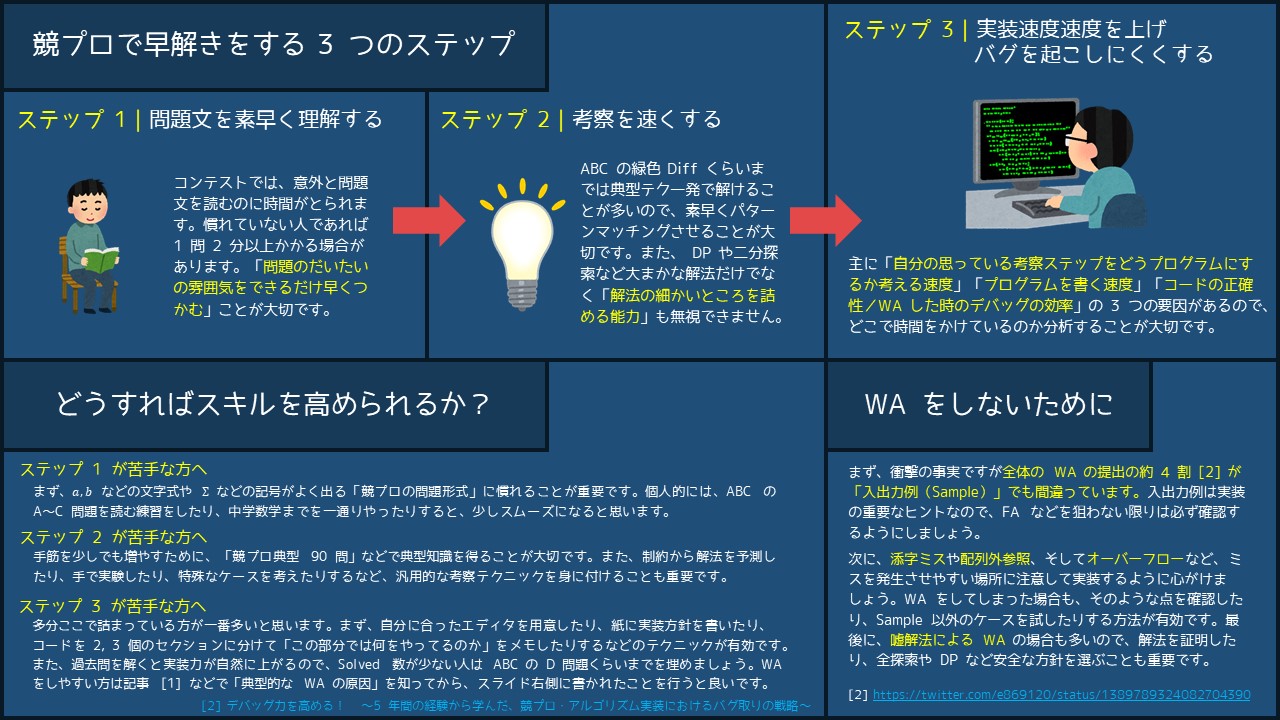 競プロで早解きをする 3 つのステップ
ステップ 1 | 問題文を素早く理解する
コンテストでは、意外と問題
文を読むのに時間がとられま
す。慣れていない人であれば
1 問 2 分以上かかる場合が
あります。「問題のだいたい
の雰囲気をできるだけ早くつ
かむ」ことが大切です。
ステップ 2 | 考察を速くする
ABC の緑色 Diff くらいま
では典型テク一発で解けるこ
とが多いので、素早くパター
ンマッチングさせることが大
切です。また、 DP や二分探
索など大まかな解法だけでな
く「解法の細かいところを詰
める能力」も無視できません。
ステップ 3 | 実装速度速度を上げ
バグを起こしにくくする
主に「自分の思っている考察ステップをどうプログラムにす
るか考える速度」「プログラムを書く速度」「コードの正確
性／WA した時のデバッグの効率」の 3 つの要因があるので、
どこで時間をかけているのか分析することが大切です。
どうすればスキルを高められるか？
ステップ 1 が苦手な方へ
まず、a,b などの文字式や Σ などの記号がよく出る「競プロの問題形式」に慣れることが重要です。個人的には、ABC の
A～C 問題を読む練習をしたり、中学数学までを一通りやったりすると、少しスムーズになると思います。
ステップ 2 が苦手な方へ
手筋を少しでも増やすために、「競プロ典型 90 問」などで典型知識を得ることが大切です。また、制約から解法を予測し
たり、手で実験したり、特殊なケースを考えたりするなど、汎用的な考察テクニックを身に付けることも重要です。
ステップ 3 が苦手な方へ
多分ここで詰まっている方が一番多いと思います。まず、自分に合ったエディタを用意したり、紙に実装方針を書いたり、
コードを 2, 3 個のセクションに分けて「この部分では何をやってるのか」をメモしたりするなどのテクニックが有効です。
また、過去問を解くと実装力が自然に上がるので、Solved 数が少ない人は ABC の D 問題くらいまでを埋めましょう。WA
をしやすい方は記事 [1] などで「典型的な WA の原因」を知ってから、スライド右側に書かれたことを行うと良いです。
[2] デバッグ力を高める！ ～5 年間の経験から学んだ、競プロ・アルゴリズム実装におけるバグ取りの戦略～
WA をしないために
まず、衝撃の事実ですが全体の WA の提出の約 4 割 [2] が
「入出力例（Sample）」でも間違っています。入出力例は実装
の重要なヒントなので、FA などを狙わない限りは必ず確認す
るようにしましょう。
次に、添字ミスや配列外参照、そしてオーバーフローなど、ミ
スを発生させやすい場所に注意して実装するように心がけま
しょう。WA をしてしまった場合も、そのような点を確認した
り、Sample 以外のケースを試したりする方法が有効です。最
後に、嘘解法による WA の場合も多いので、解法を証明した
り、全探索や DP など安全な方針を選ぶことも重要です。
[2] https://twitter.com/e869120/status/1389789324082704390